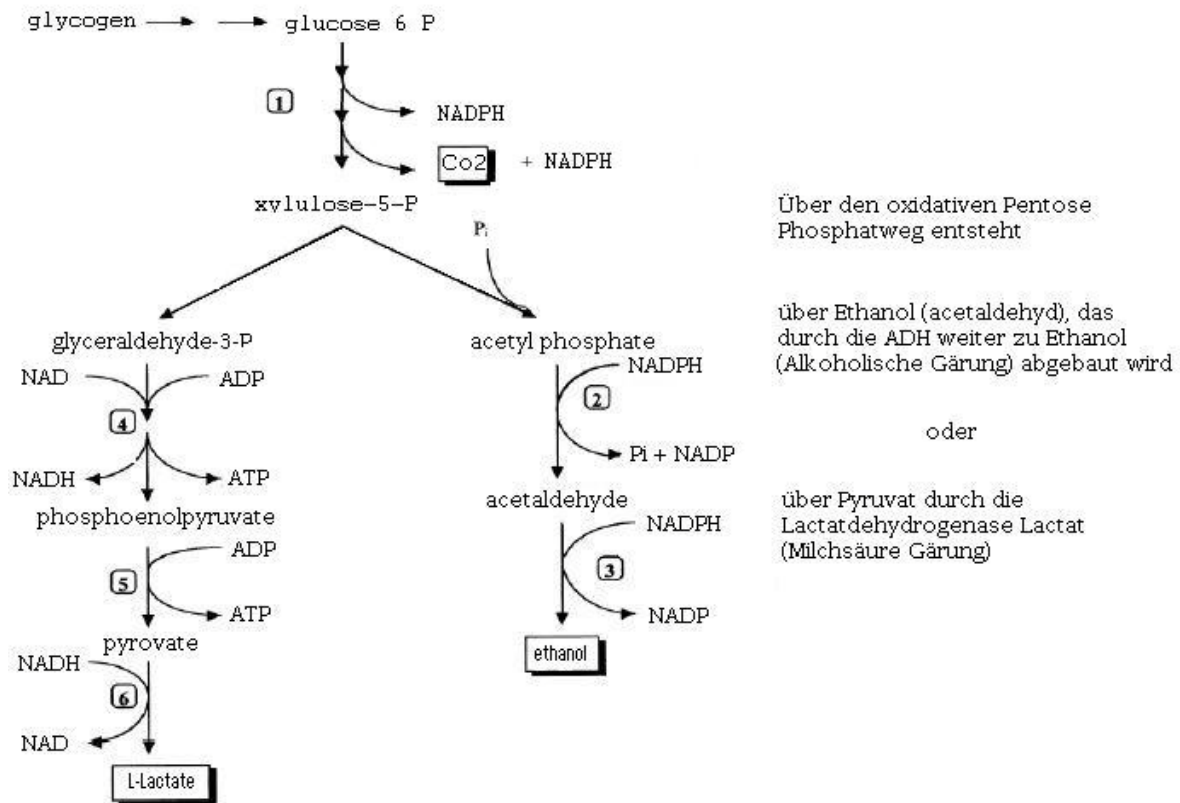 glycogen
glucose 6 P
1
NADPH
Co2 + NADPH
xvlulose-5-P
Pi
glyceraldehyde-3-P
NAD
ADP
4
NADH
ATP
phosphoenolpyruvate
ADP
5
ATP
pyrovate
NADH
6
NAD
L-Lactate
acetyl phosphate
NADPH
2
Pi + NADP
acetaldehyde
NADPH
3
NADP
ethanol
Über den oxidativen Pentose
Phosphatweg entsteht
über Ethanol (acetaldehyd), das
durch die ADH weiter zu Ethanol
(Alkoholische Gärung) abgebaut wird
oder
über Pyruvat durch die
Lactatdehydrogenase Lactat
(Milchsäure Gärung)